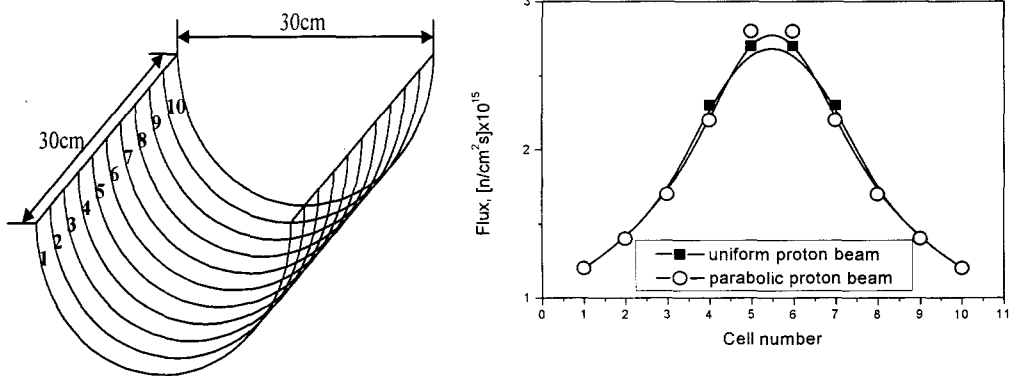 30cm
30cm
1
2
3
4
5
6
7
8
9
10
Flux, [n/cm²s]x10¹⁵
3
2
1
uniform proton beam
parabolic proton beam
0 1 2 3 4 5 6 7 8 9 10 11
Cell number